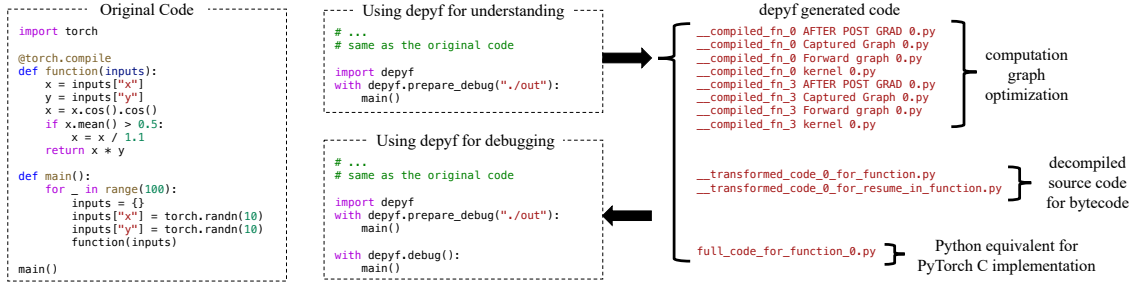 Original Code
import torch
@torch.compile
def function(inputs):
    x = inputs["x"]
    y = inputs["y"]
    x = x.cos().cos()
    if x.mean() > 0.5:
        x = x / 1.1
    return x * y
def main():
    for _ in range(100):
        inputs = {}
        inputs["x"] = torch.randn(10)
        inputs["y"] = torch.randn(10)
        function(inputs)
main()
Using depyf for understanding
# ...
# same as the original code
import depyf
with depyf.prepare_debug("./out"):
    main()
Using depyf for debugging
# ...
# same as the original code
import depyf
with depyf.prepare_debug("./out"):
    main()
with depyf.debug():
    main()
depyf generated code
__compiled_fn_0 AFTER POST GRAD 0.py
__compiled_fn_0 Captured Graph 0.py
__compiled_fn_0 Forward graph 0.py
__compiled_fn_0 kernel 0.py
__compiled_fn_3 AFTER POST GRAD 0.py
__compiled_fn_3 Captured Graph 0.py
__compiled_fn_3 Forward graph 0.py
__compiled_fn_3 kernel 0.py
computation
graph
optimization
__transformed_code_0_for_function.py
__transformed_code_0_for_resume_in_function.py
decompiled
source code
for bytecode
full_code_for_function_0.py
Python equivalent for
PyTorch C implementation